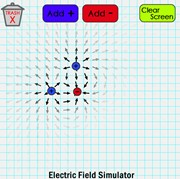 TRASH
X
Add +
Add -
Clear
Screen
+
+
-
Electric Field Simulator